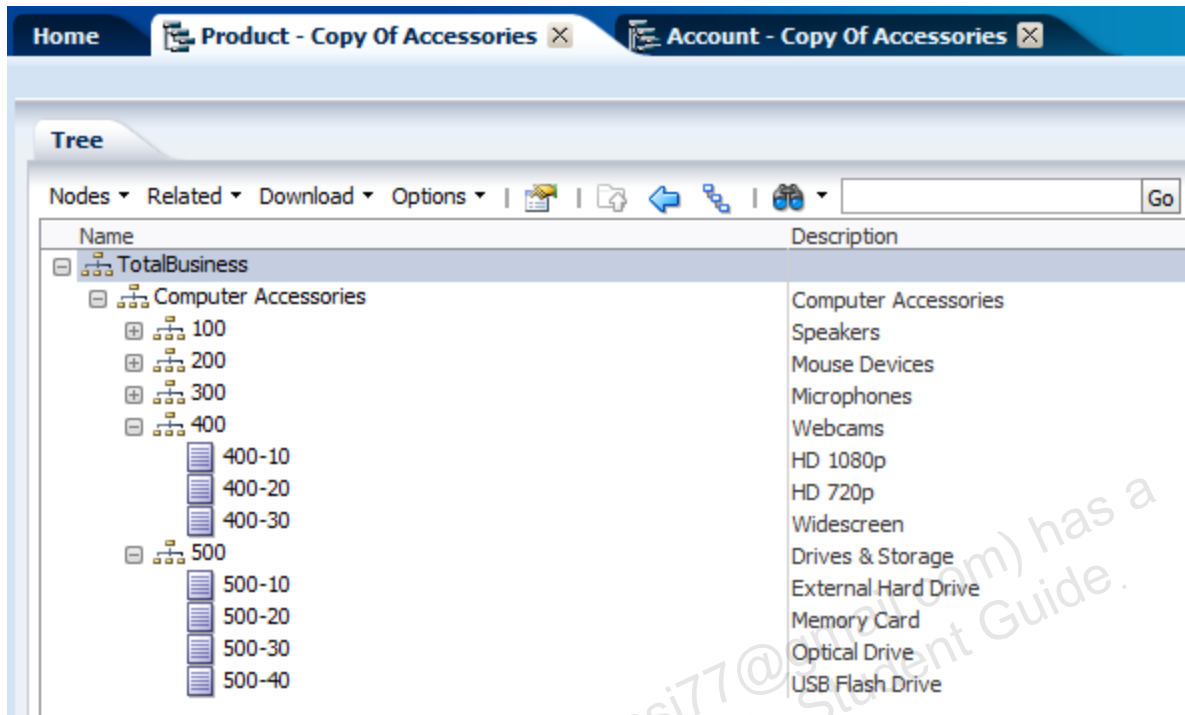 Home Product - Copy Of Accessories Account - Copy Of Accessories
Tree
Nodes Related Download Options Go
Name Description
TotalBusiness
Computer Accessories Computer Accessories
100 Speakers
200 Mouse Devices
300 Microphones
400 Webcams
400-10 HD 1080p
400-20 HD 720p
400-30 Widescreen
500 Drives & Storage
500-10 External Hard Drive
500-20 Memory Card
500-30 Optical Drive
500-40 USB Flash Drive
com) has a
Student Guide.